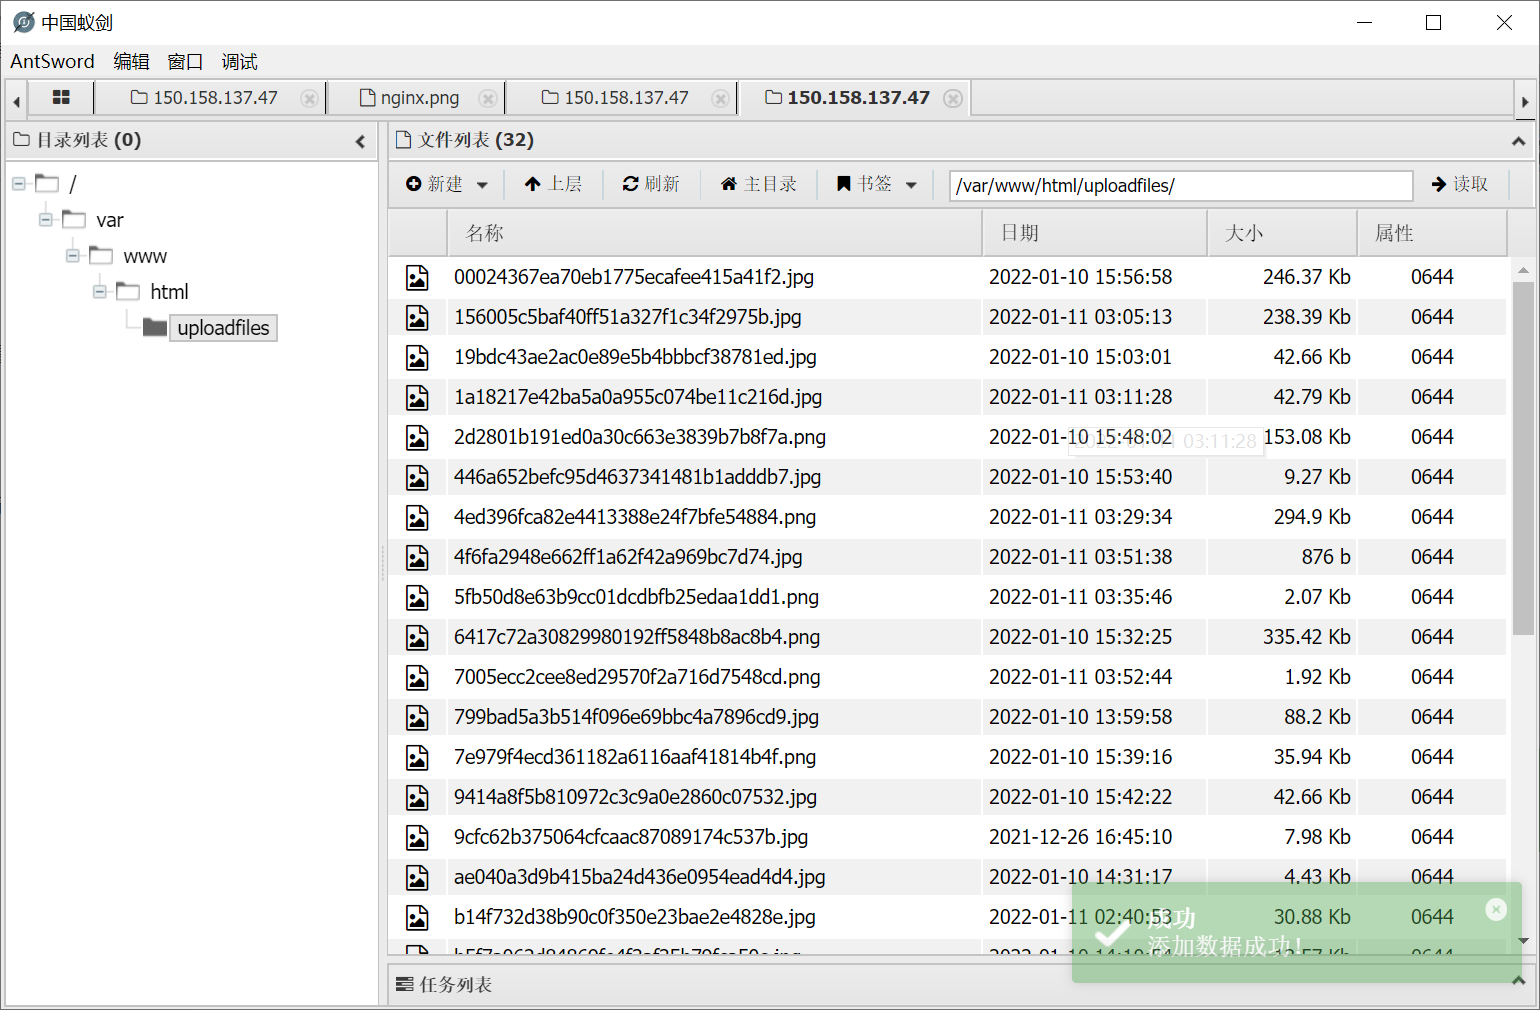 中国蚁剑
AntSword 编辑 窗口 调试
150.158.137.47 nginx.png 150.158.137.47 150.158.137.47
目录列表 (0)
/
var
www
html
uploadfiles
文件列表 (32)
新建 上层 刷新 主目录 书签 /var/www/html/uploadfiles/ 读取
名称 日期 大小 属性
00024367ea70eb1775ecafee415a41f2.jpg 2022-01-10 15:56:58 246.37 Kb 0644
156005c5baf40ff51a327f1c34f2975b.jpg 2022-01-11 03:05:13 238.39 Kb 0644
19bdc43ae2ac0e89e5b4bbbcf38781ed.jpg 2022-01-10 15:03:01 42.66 Kb 0644
1a18217e42ba5a0a955c074be11c216d.jpg 2022-01-11 03:11:28 42.79 Kb 0644
2d2801b191ed0a30c663e3839b7b8f7a.png 2022-01-10 15:48:02 153.08 Kb 0644
03:11:28
446a652befc95d4637341481b1adddb7.jpg 2022-01-10 15:53:40 9.27 Kb 0644
4ed396fca82e4413388e24f7bfe54884.png 2022-01-11 03:29:34 294.9 Kb 0644
4f6fa2948e662ff1a62f42a969bc7d74.jpg 2022-01-11 03:51:38 876 b 0644
5fb50d8e63b9cc01dcdbfb25edaa1dd1.png 2022-01-11 03:35:46 2.07 Kb 0644
6417c72a30829980192ff5848b8ac8b4.png 2022-01-10 15:32:25 335.42 Kb 0644
7005ecc2cee8ed29570f2a716d7548cd.png 2022-01-11 03:52:44 1.92 Kb 0644
799bad5a3b514f096e69bbc4a7896cd9.jpg 2022-01-10 13:59:58 88.2 Kb 0644
7e979f4ecd361182a6116aaf41814b4f.png 2022-01-10 15:39:16 35.94 Kb 0644
9414a8f5b810972c3c9a0e2860c07532.jpg 2022-01-10 15:42:22 42.66 Kb 0644
9cfc62b375064cfcaac87089174c537b.jpg 2021-12-26 16:45:10 7.98 Kb 0644
ae040a3d9b415ba24d436e0954ead4d4.jpg 2022-01-10 14:31:17 4.43 Kb 0644
b14f732d38b90c0f350e23bae2e4828e.jpg 2022-01-11 30.88 Kb 0644
成功
添加数据成功!
任务列表